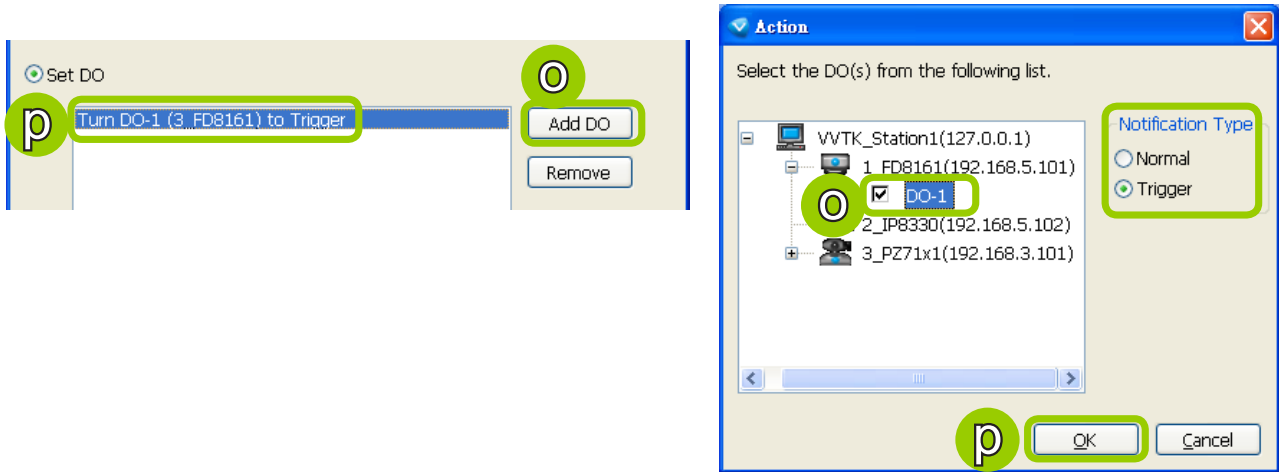 Set DO
o
p
Turn DO-1 (3_FD8161) to Trigger
Add DO
Remove
Action
Select the DO(s) from the following list.
VVTK_Station1(127.0.0.1)
1_FD8161(192.168.5.101)
o
DO-1
2_IP8330(192.168.5.102)
3_PZ71x1(192.168.3.101)
Notification Type
Normal
Trigger
p
OK
Cancel